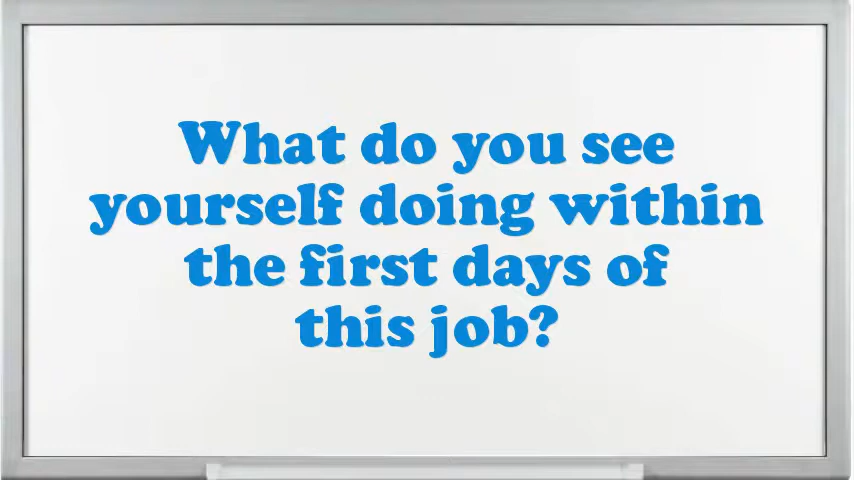 What do you see
yourself doing within
the first days of
this job?